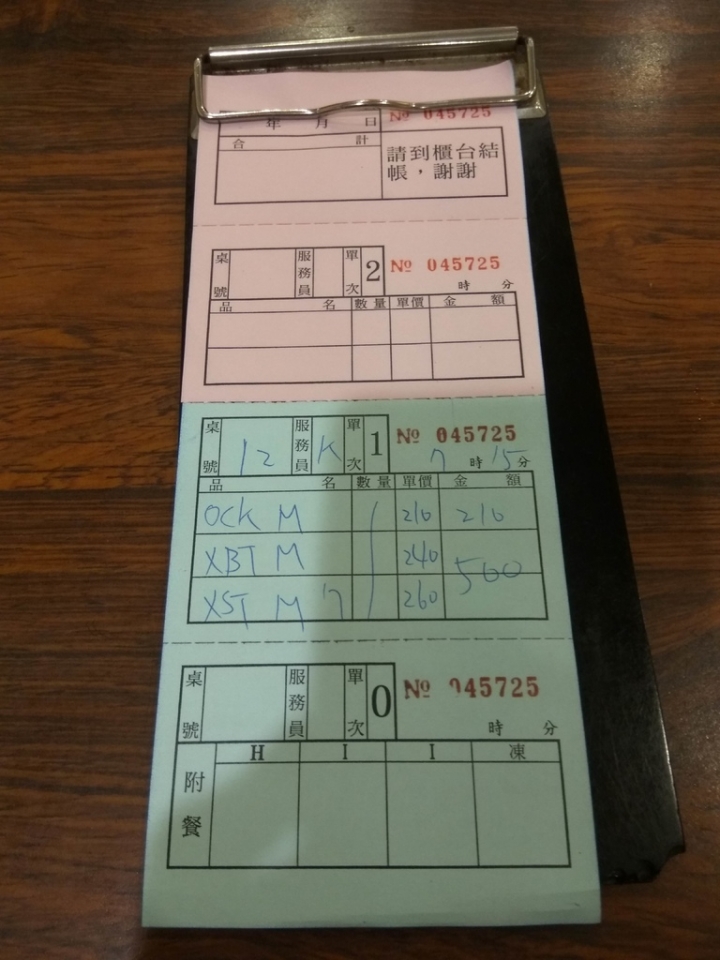 年 月 日 № 045725
合 計
請到櫃台結
帳，謝謝
桌號 服務員 單次 2 № 045725
時 分
品 名 數量 單價 金 額
桌號 12 服務員 K 單次 1 № 045725
7 時 15 分
品 名 數量 單價 金 額
OCK M 210 210
XBT M 240
500
XST M 260
桌號 服務員 單次 0 № 045725
時 分
附餐 H I I 凍